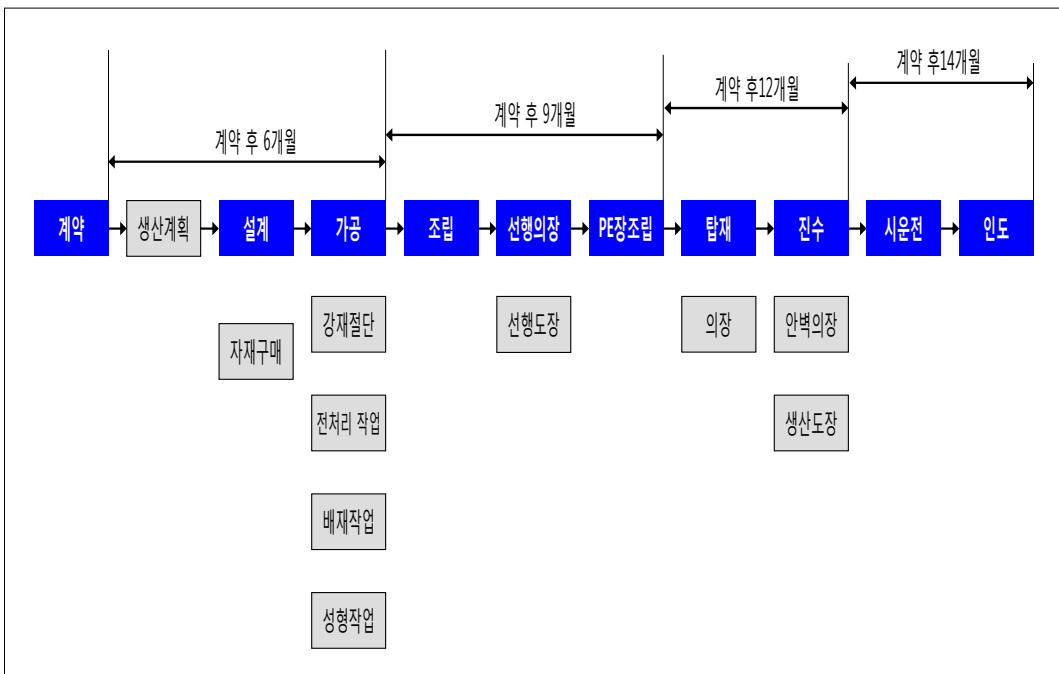 계약 후14개월
계약 후12개월
계약 후 9개월
계약 후 6개월
계약
생산계획
설계
가공
조립
선행의장
PE장조립
탑재
진수
시운전
인도
강재절단
선행도장
의장
안벽의장
자재구매
전처리 작업
생산도장
배재작업
성형작업